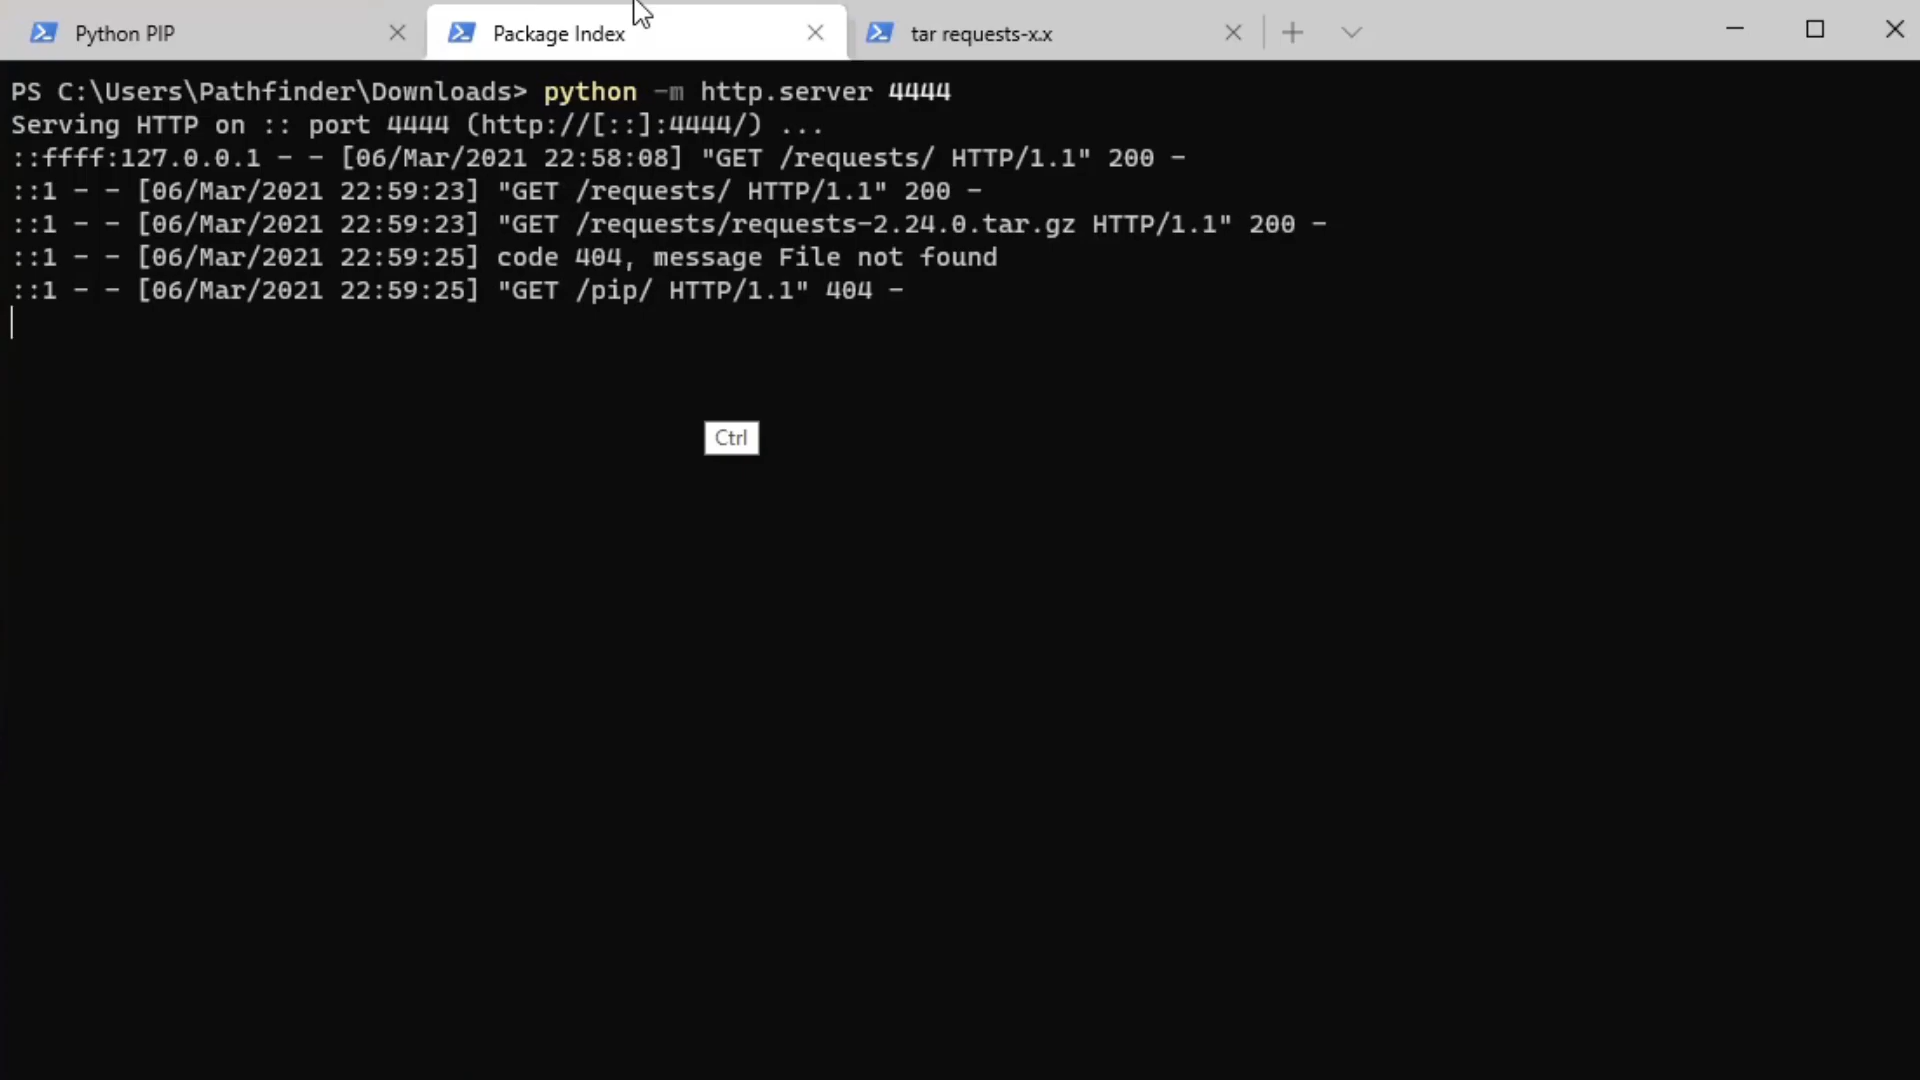 Python PIP
Package Index
tar requests-x.x
PS C:\Users\Pathfinder\Downloads> python -m http.server 4444
Serving HTTP on :: port 4444 (http://[::]:4444/) ...
::ffff:127.0.0.1 - - [06/Mar/2021 22:58:08] "GET /requests/ HTTP/1.1" 200 -
::1 - - [06/Mar/2021 22:59:23] "GET /requests/ HTTP/1.1" 200 -
::1 - - [06/Mar/2021 22:59:23] "GET /requests/requests-2.24.0.tar.gz HTTP/1.1" 200 -
::1 - - [06/Mar/2021 22:59:25] code 404, message File not found
::1 - - [06/Mar/2021 22:59:25] "GET /pip/ HTTP/1.1" 404 -
Ctrl